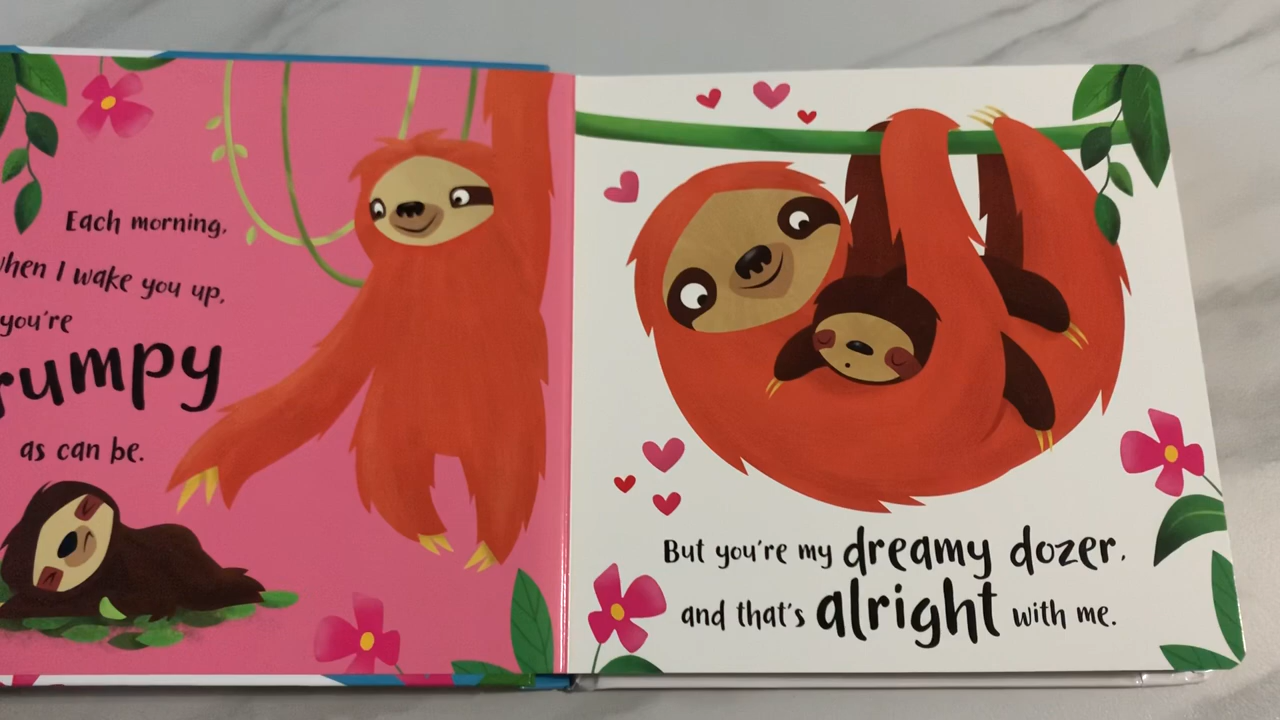 Each morning,
when I wake you up,
you're
rumpy
as can be.
But you're my dreamy dozer,
and that's alright with me.